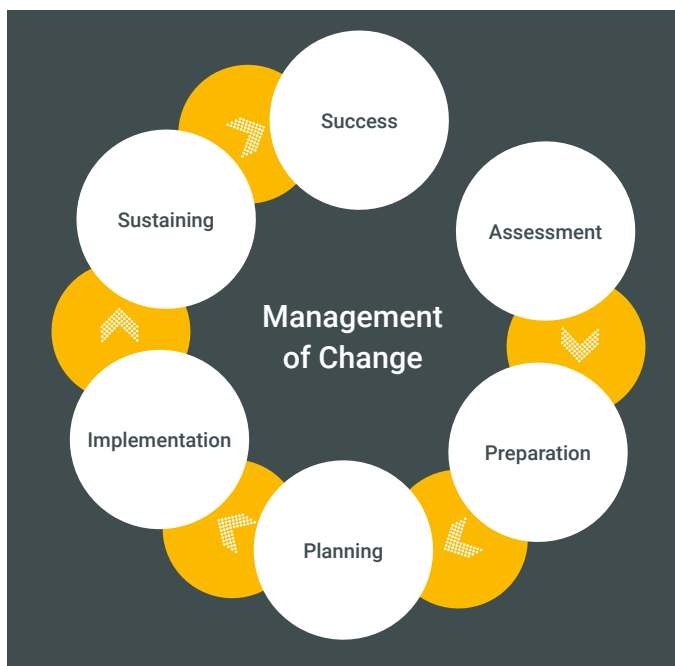 Success
Assessment
Sustaining
Management
of Change
Implementation
Preparation
Planning